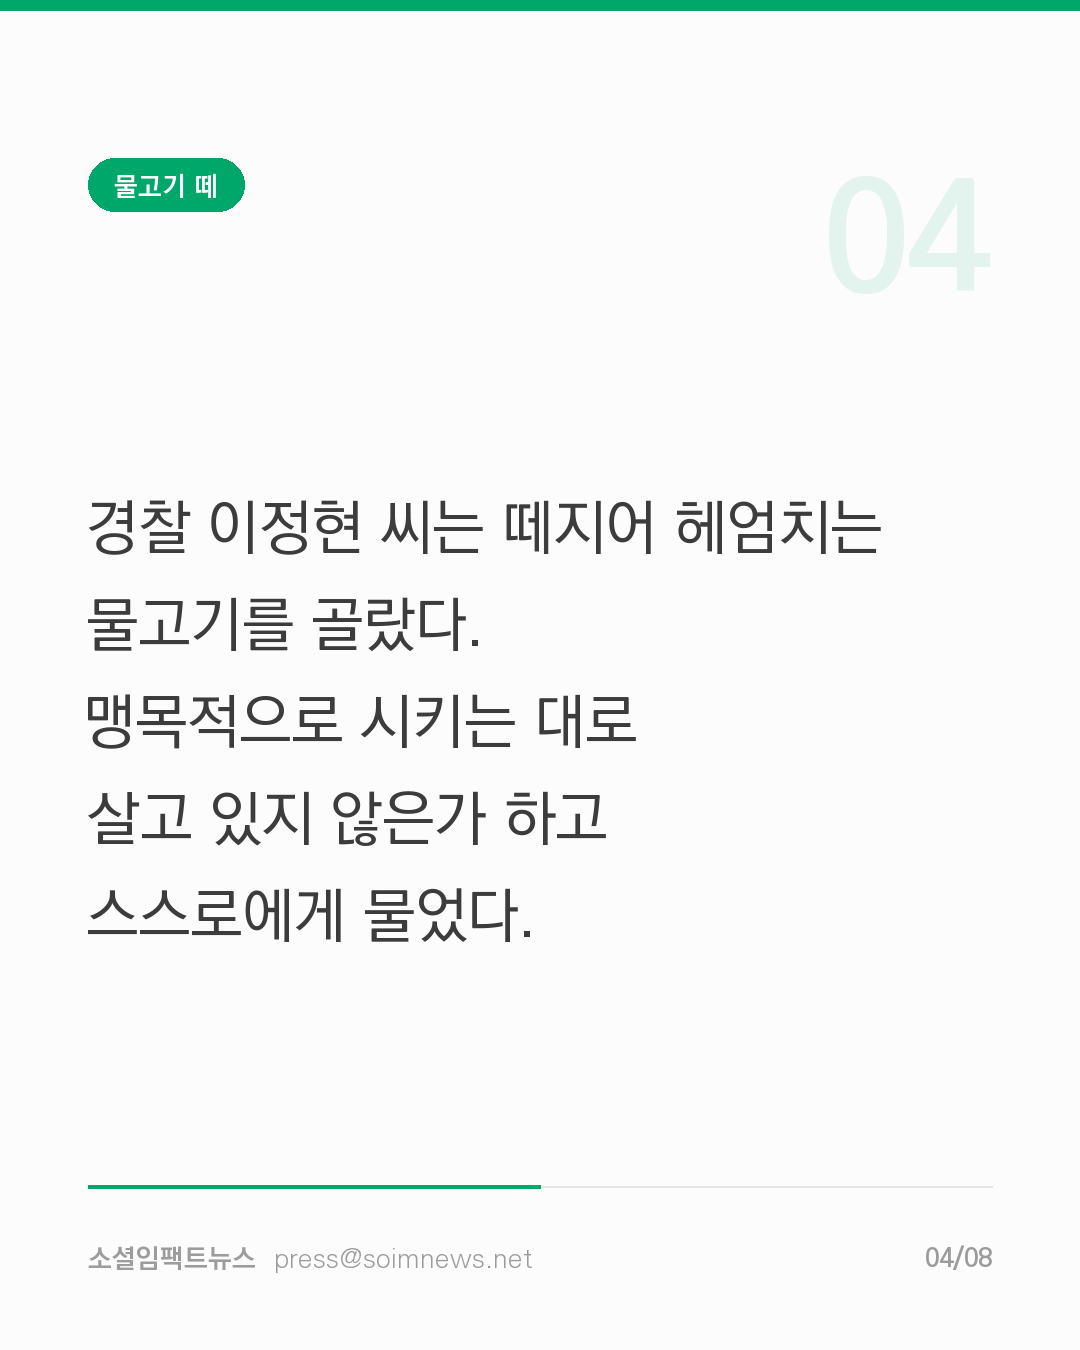 물고기 떼
04
경찰 이정현 씨는 떼지어 헤엄치는
물고기를 골랐다.
맹목적으로 시키는 대로
살고 있지 않은가 하고
스스로에게 물었다.
소셜임팩트뉴스 press@soimnews.net
04/08